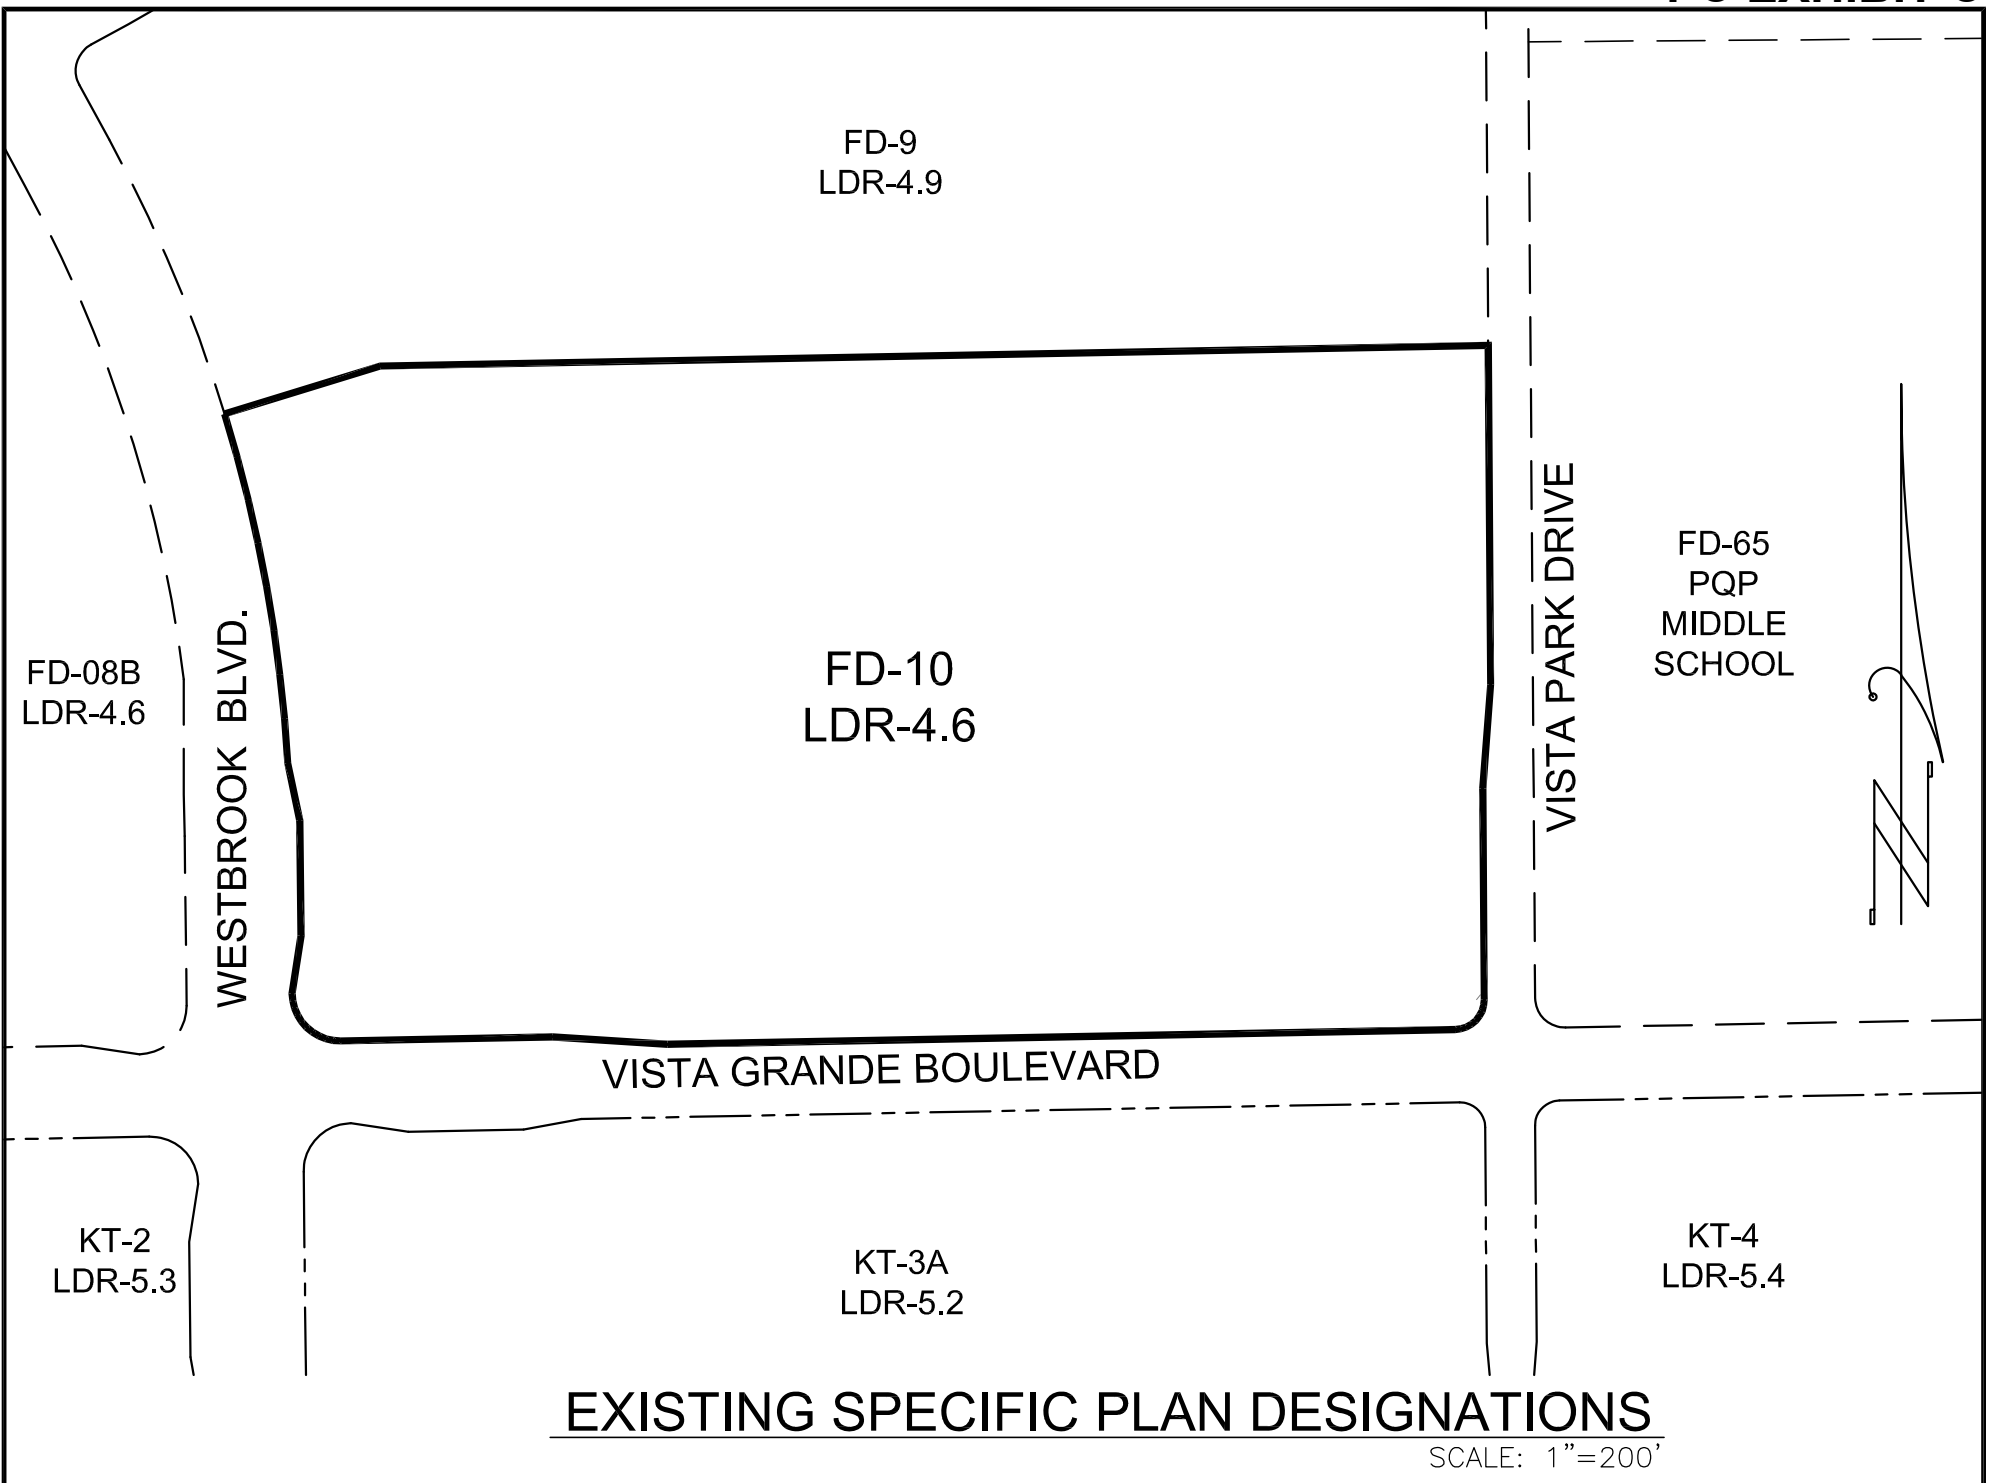 FD-9
LDR-4.9
FD-08B
LDR-4.6
WESTBROOK BLVD.
FD-10
LDR-4.6
VISTA PARK DRIVE
FD-65
PQP
MIDDLE
SCHOOL
N
VISTA GRANDE BOULEVARD
KT-2
LDR-5.3
KT-3A
LDR-5.2
KT-4
LDR-5.4
EXISTING SPECIFIC PLAN DESIGNATIONS
SCALE: 1"=200'